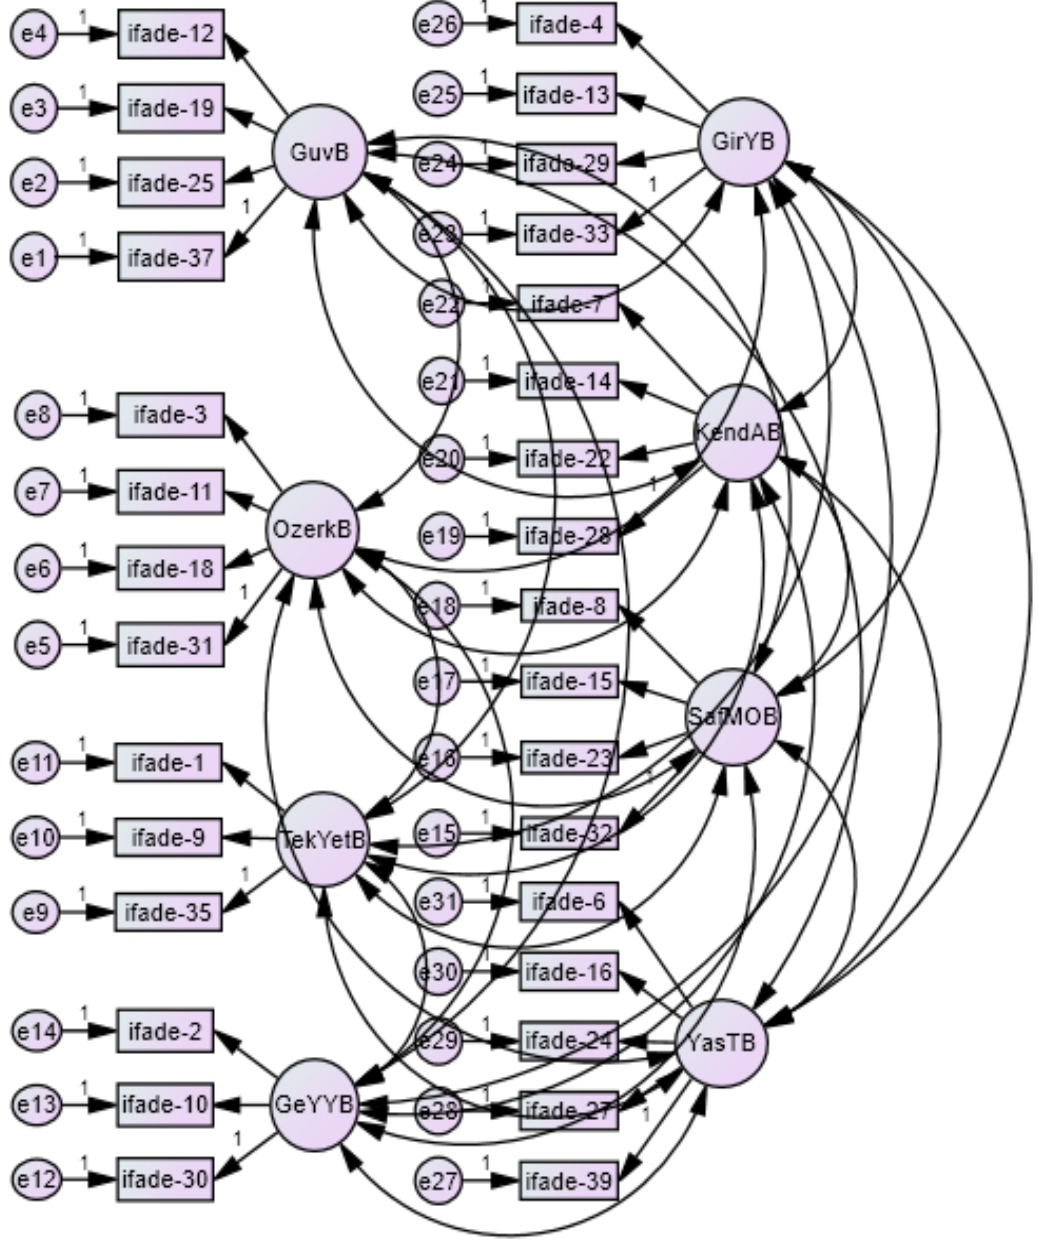 e4 1 ifade-12
e3 1 ifade-19
e2 1 ifade-25
e1 1 ifade-37
1
GuvB
e8 1 ifade-3
e7 1 ifade-11
e6 1 ifade-18
e5 1 ifade-31
1
OzerkB
e11 1 ifade-1
e10 1 ifade-9
e9 1 ifade-35
1
TekYetB
e14 1 ifade-2
e13 1 ifade-10
e12 1 ifade-30
1
GeYYB
e26 1 ifade-4
e25 1 ifade-13
e24 1 ifade-29
e23 1 ifade-33
1
GirYB
e22 1 ifade-7
e21 1 ifade-14
e20 1 ifade-22
e19 1 ifade-28
1
KendAB
e18 1 ifade-8
e17 1 ifade-15
e16 1 ifade-23
e15 1 ifade-32
1
SafMOB
e31 1 ifade-6
e30 1 ifade-16
e29 1 ifade-24
e28 1 ifade-27
e27 1 ifade-39
1
YasTB